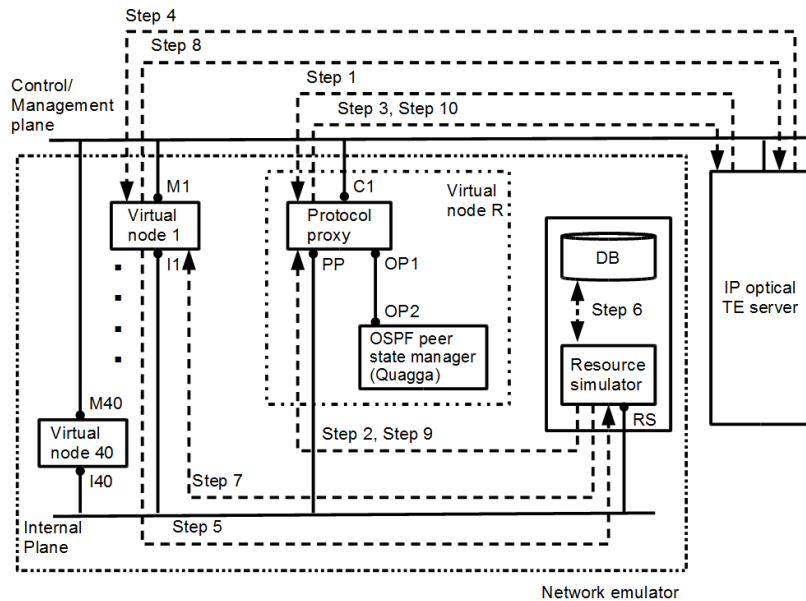 Step 4
Step 8
Step 1
Control/
Management
plane
Step 3, Step 10
M1
C1
Virtual
node R
Virtual
node 1
Protocol
proxy
I1
PP
OP1
DB
IP optical
TE server
OP2
Step 6
OSPF peer
state manager
(Quagga)
Resource
simulator
M40
RS
Virtual
node 40
Step 2, Step 9
I40
Step 7
Internal
Plane
Step 5
Network emulator